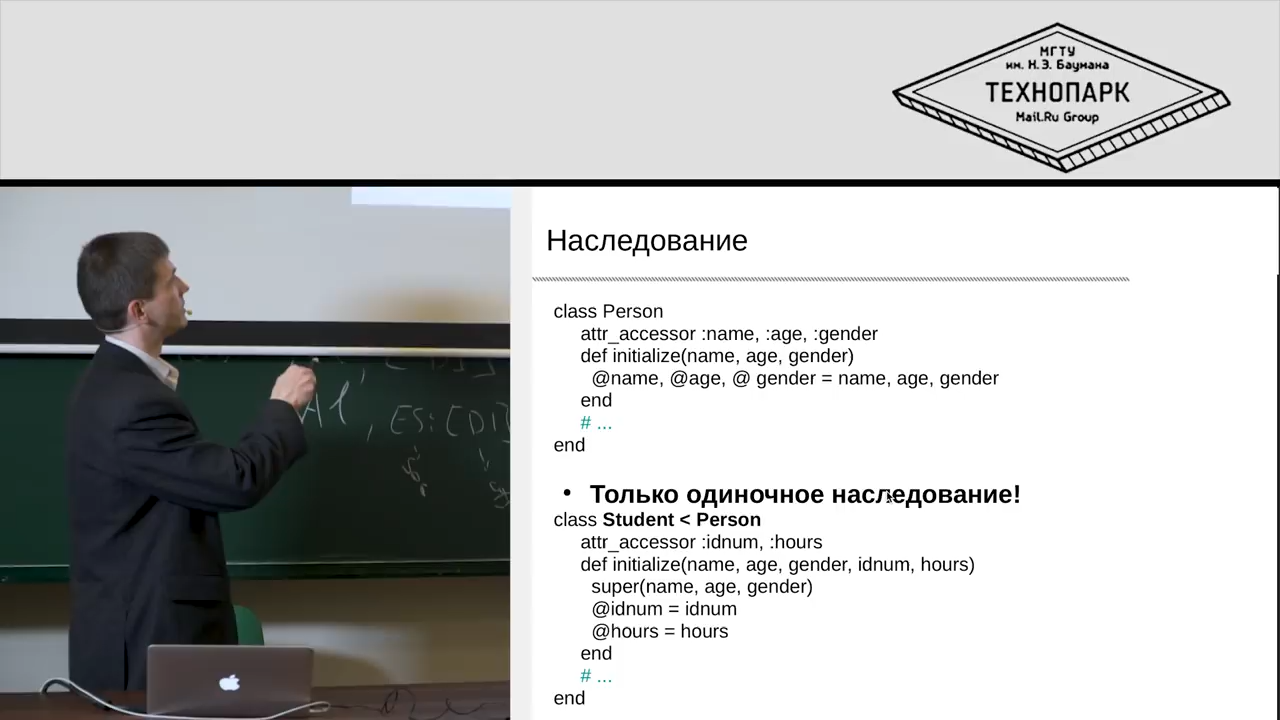 МГТУ
им. Н.Э. Баумана
ТЕХНОПАРК
Mail.Ru Group
Наследование
class Person
attr_accessor :name, :age, :gender
def initialize(name, age, gender)
@name, @age, @ gender = name, age, gender
end
# ...
end
• Только одиночное наследование!
class Student < Person
attr_accessor :idnum, :hours
def initialize(name, age, gender, idnum, hours)
super(name, age, gender)
@idnum = idnum
@hours = hours
end
# ...
end